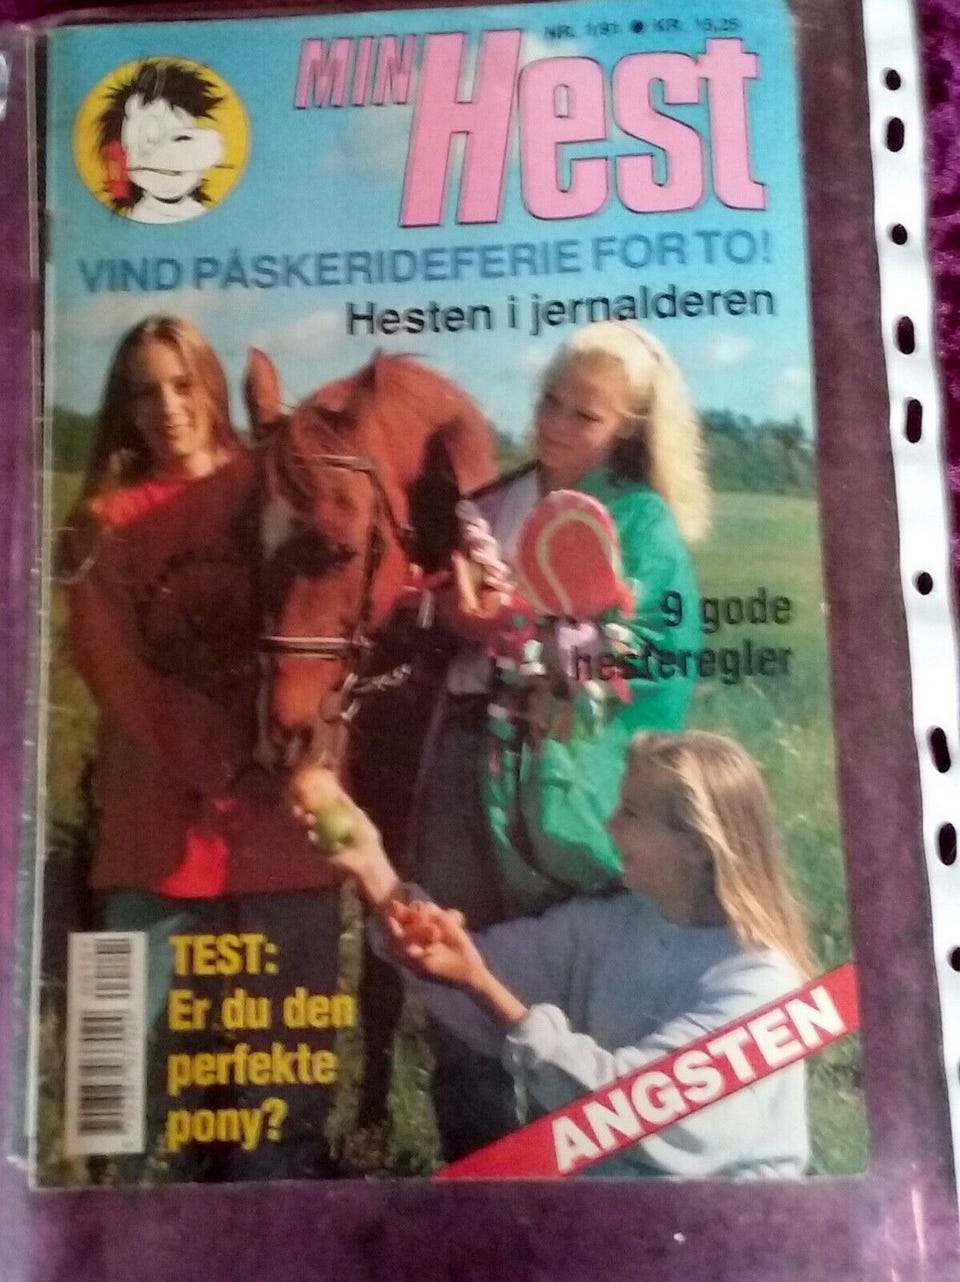 NR. 1/91 ● KR. 15,25
MIN Hest
VIND PÅSKERIDEFERIE FOR TO!
Hesten i jernalderen
9 gode
hesteregler
TEST:
Er du den
perfekte
pony?
ANGSTEN